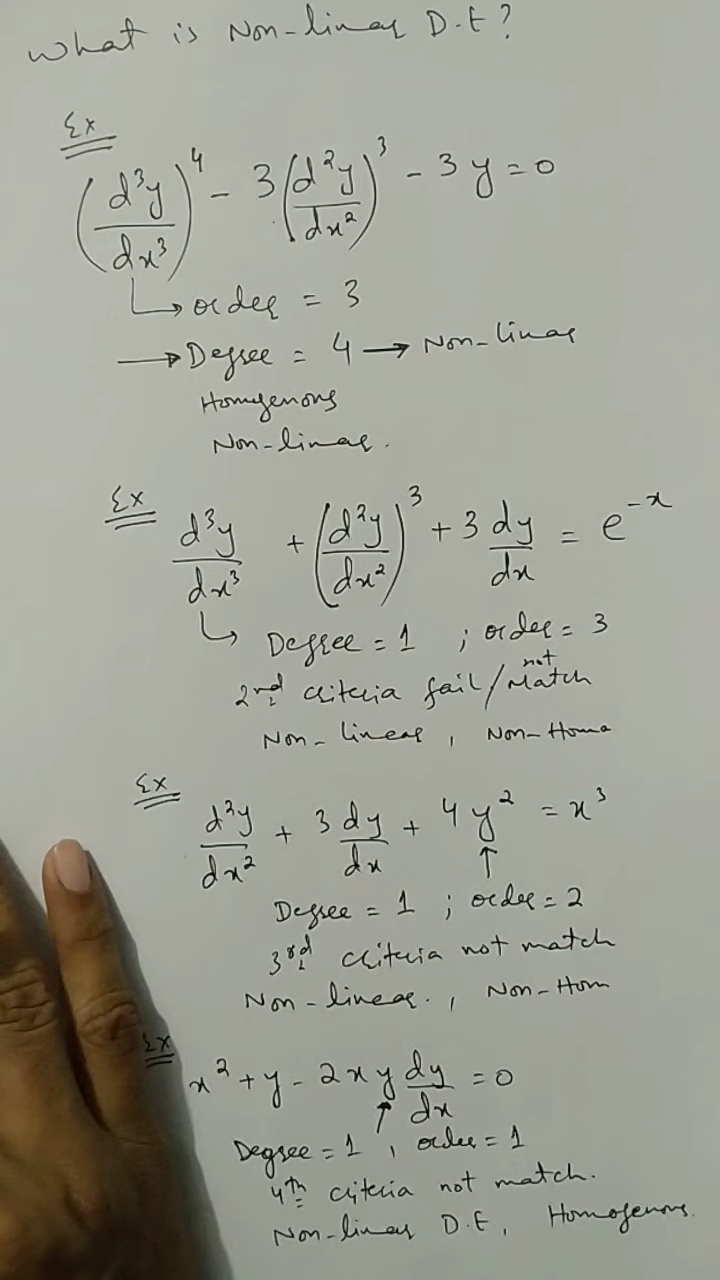 What is Non-linear D.E?
Ex
(d³y/dx³)⁴ - 3(d²y/dx²)³ - 3y = 0
↳ order = 3
→ Degree = 4 → Non-linear
Homogenous
Non-linear.
Ex
d³y/dx³ + (d²y/dx²)³ + 3 dy/dx = e⁻ˣ
↳ Degree = 1 ; order = 3
2nd criteria fail/not match
Non-linear, Non-Homo
Ex
d²y/dx² + 3 dy/dx + 4y² = x³
↑
Degree = 1 ; order = 2
3rd criteria not match
Non-linear. , Non-Hom
Ex
x² + y - 2xy dy/dx = 0
↑
Degree = 1 , order = 1
4th criteria not match.
Non-linear D.E, Homogenous.